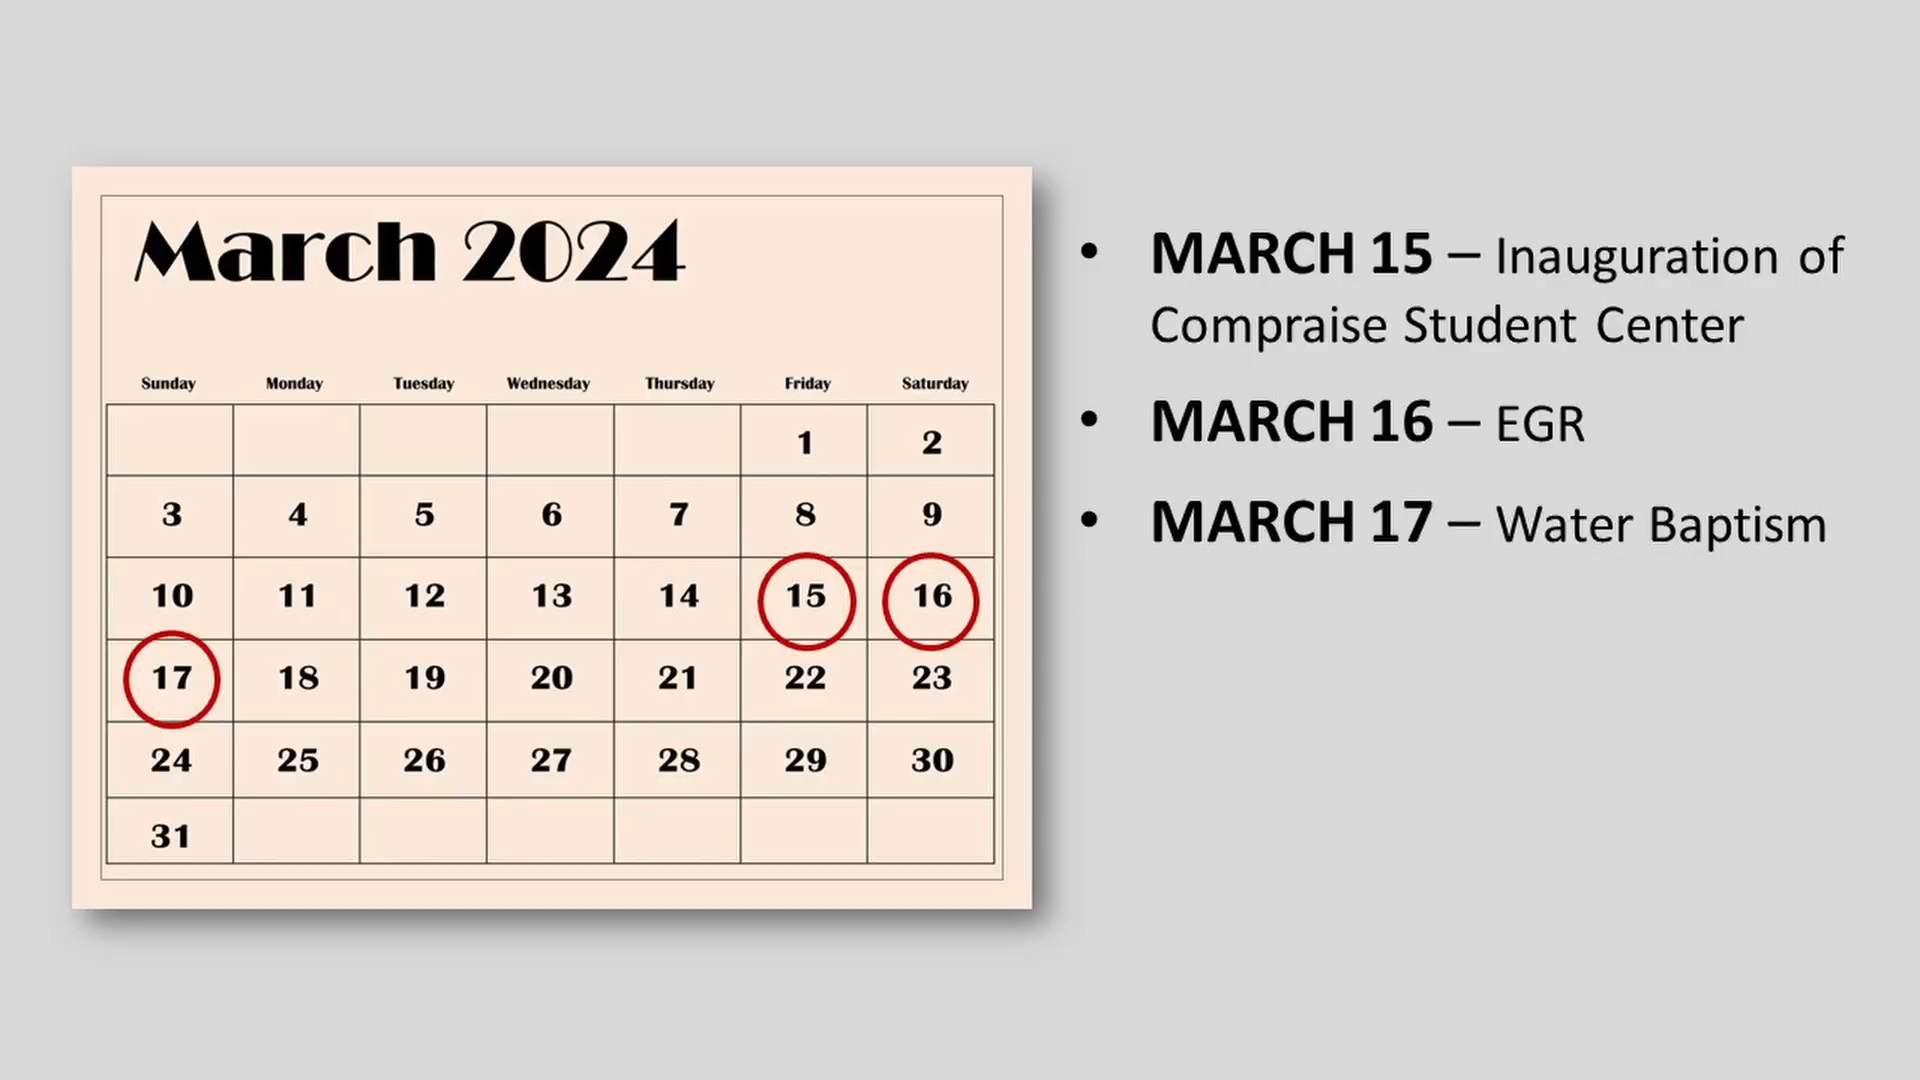 March 2024
Sunday Monday Tuesday Wednesday Thursday Friday Saturday
1 2
3 4 5 6 7 8 9
10 11 12 13 14 15 16
17 18 19 20 21 22 23
24 25 26 27 28 29 30
31
• MARCH 15 – Inauguration of
Compraise Student Center
• MARCH 16 – EGR
• MARCH 17 – Water Baptism